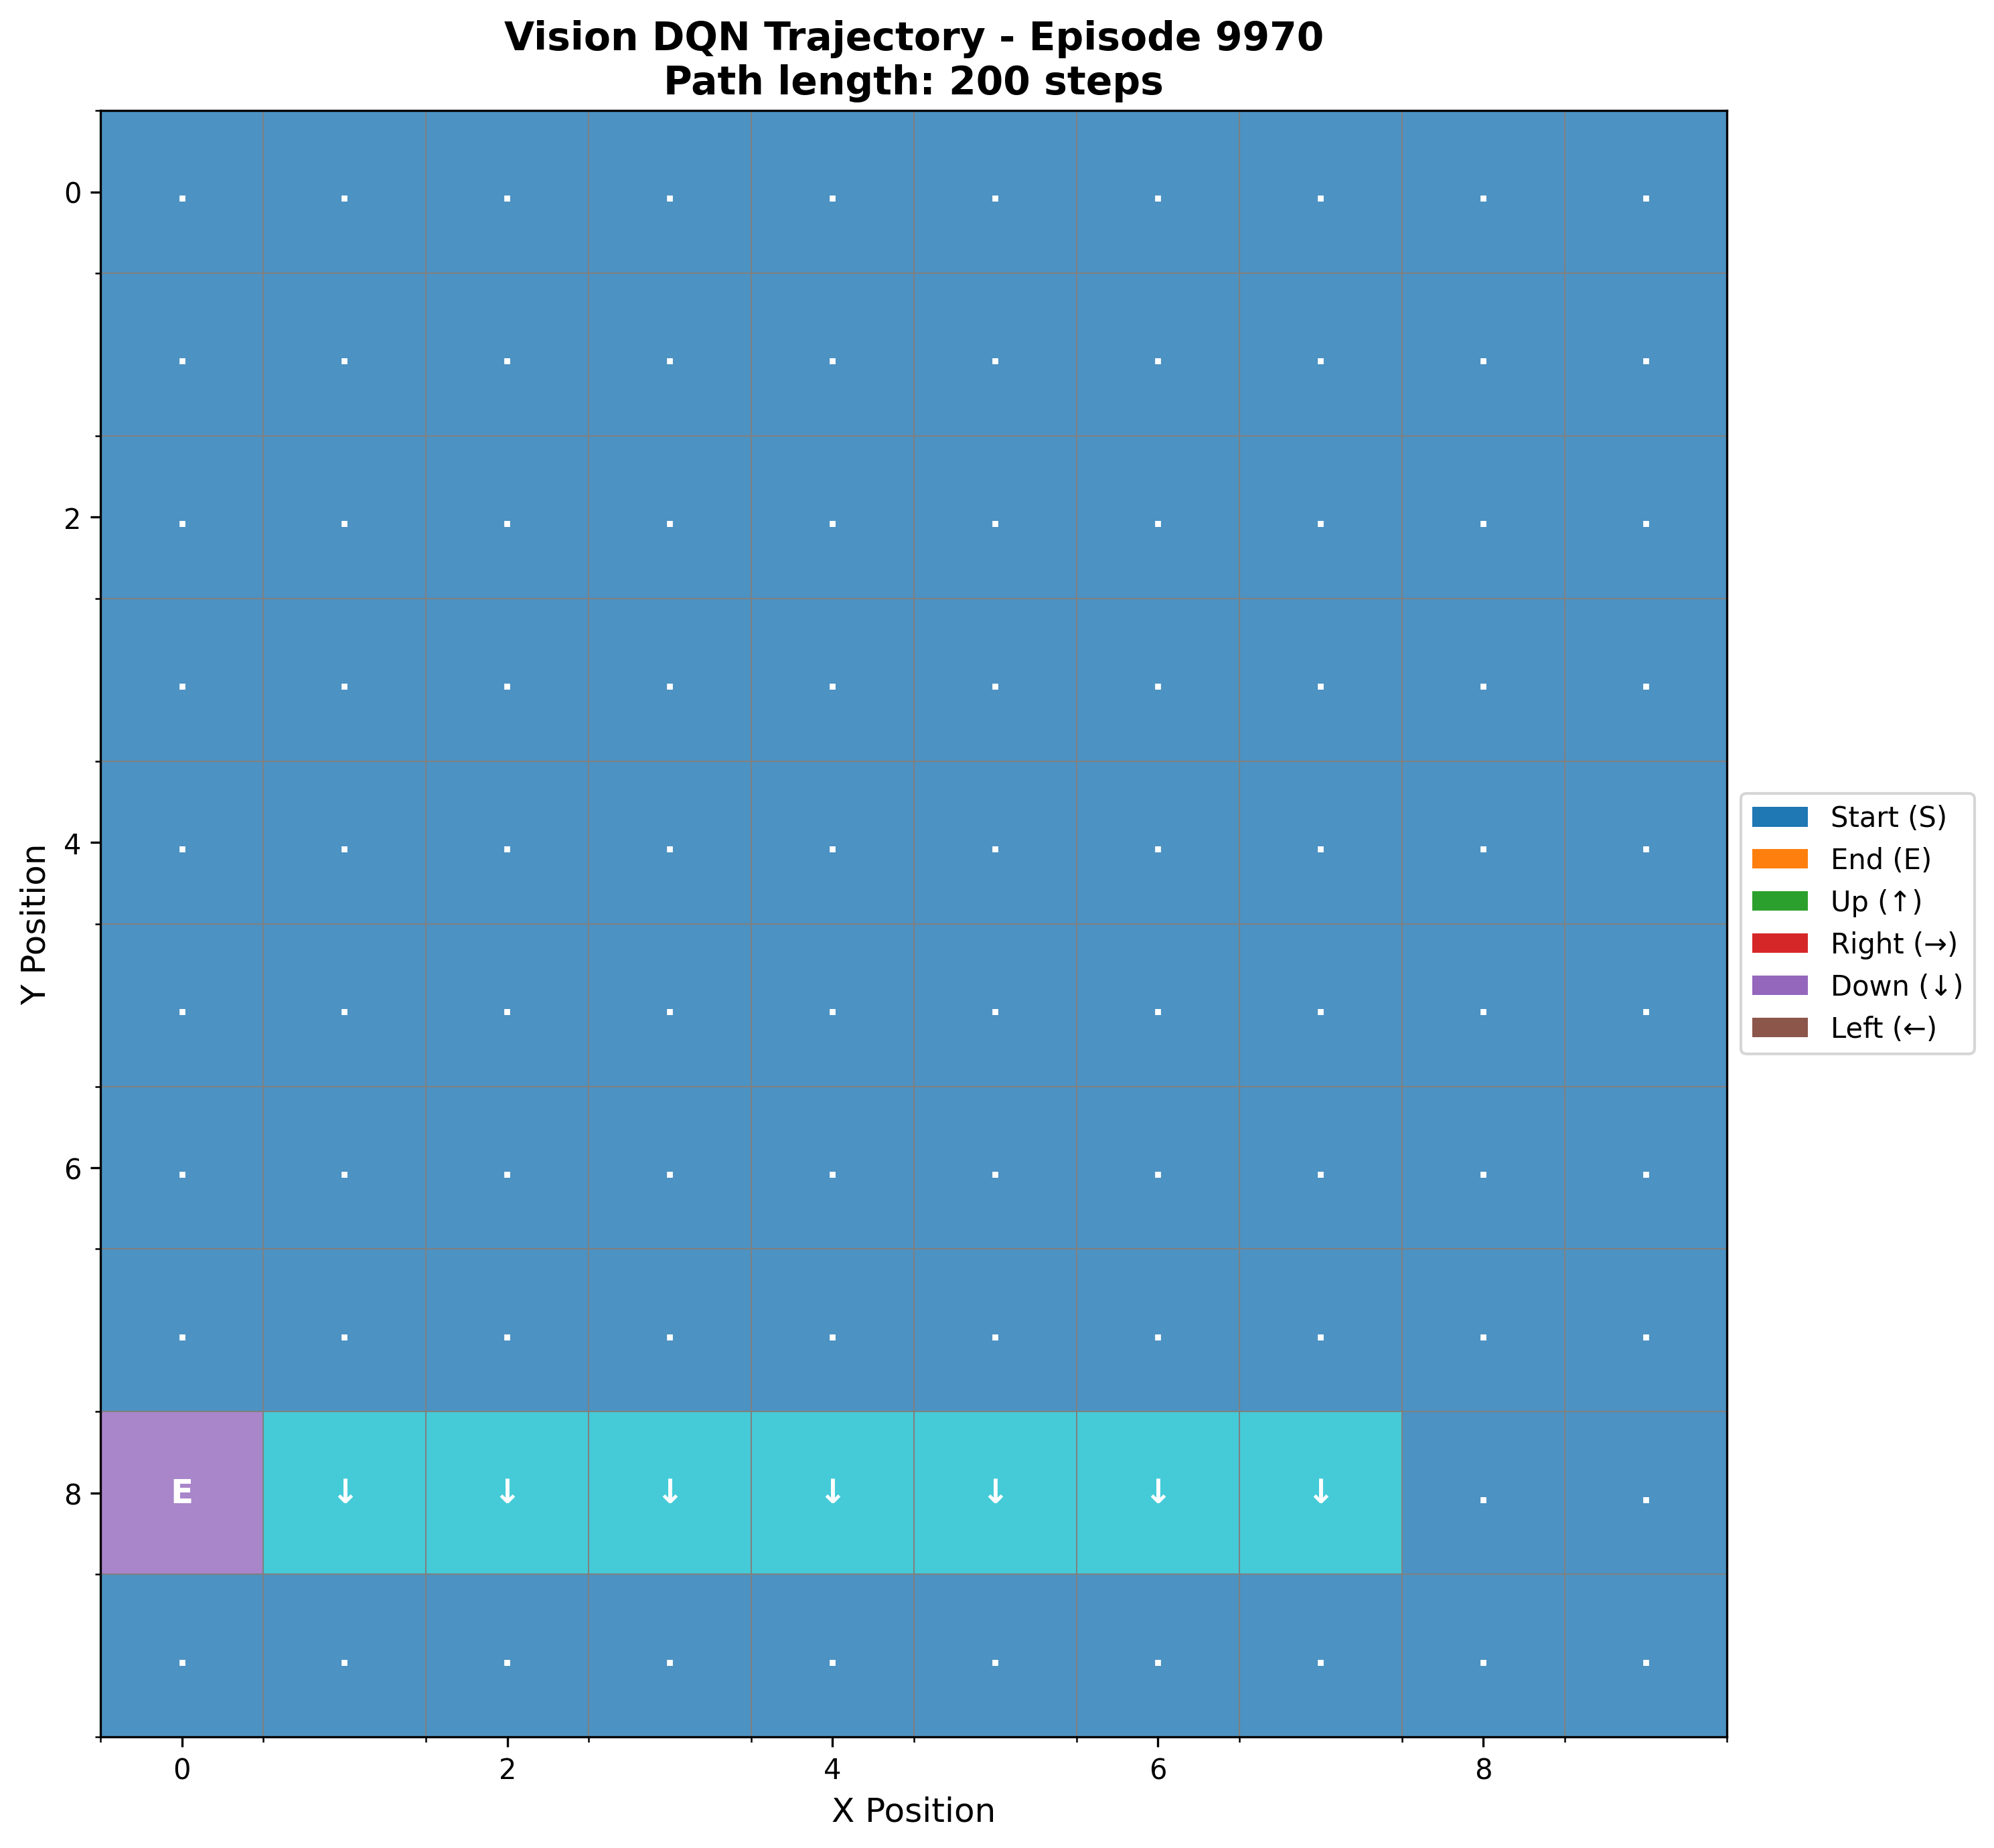 Vision DQN Trajectory - Episode 9970
Path length: 200 steps
0
2
4
6
8
Y Position
E ↓ ↓ ↓ ↓ ↓ ↓ ↓
0 2 4 6 8
X Position
Start (S)
End (E)
Up (↑)
Right (→)
Down (↓)
Left (←)